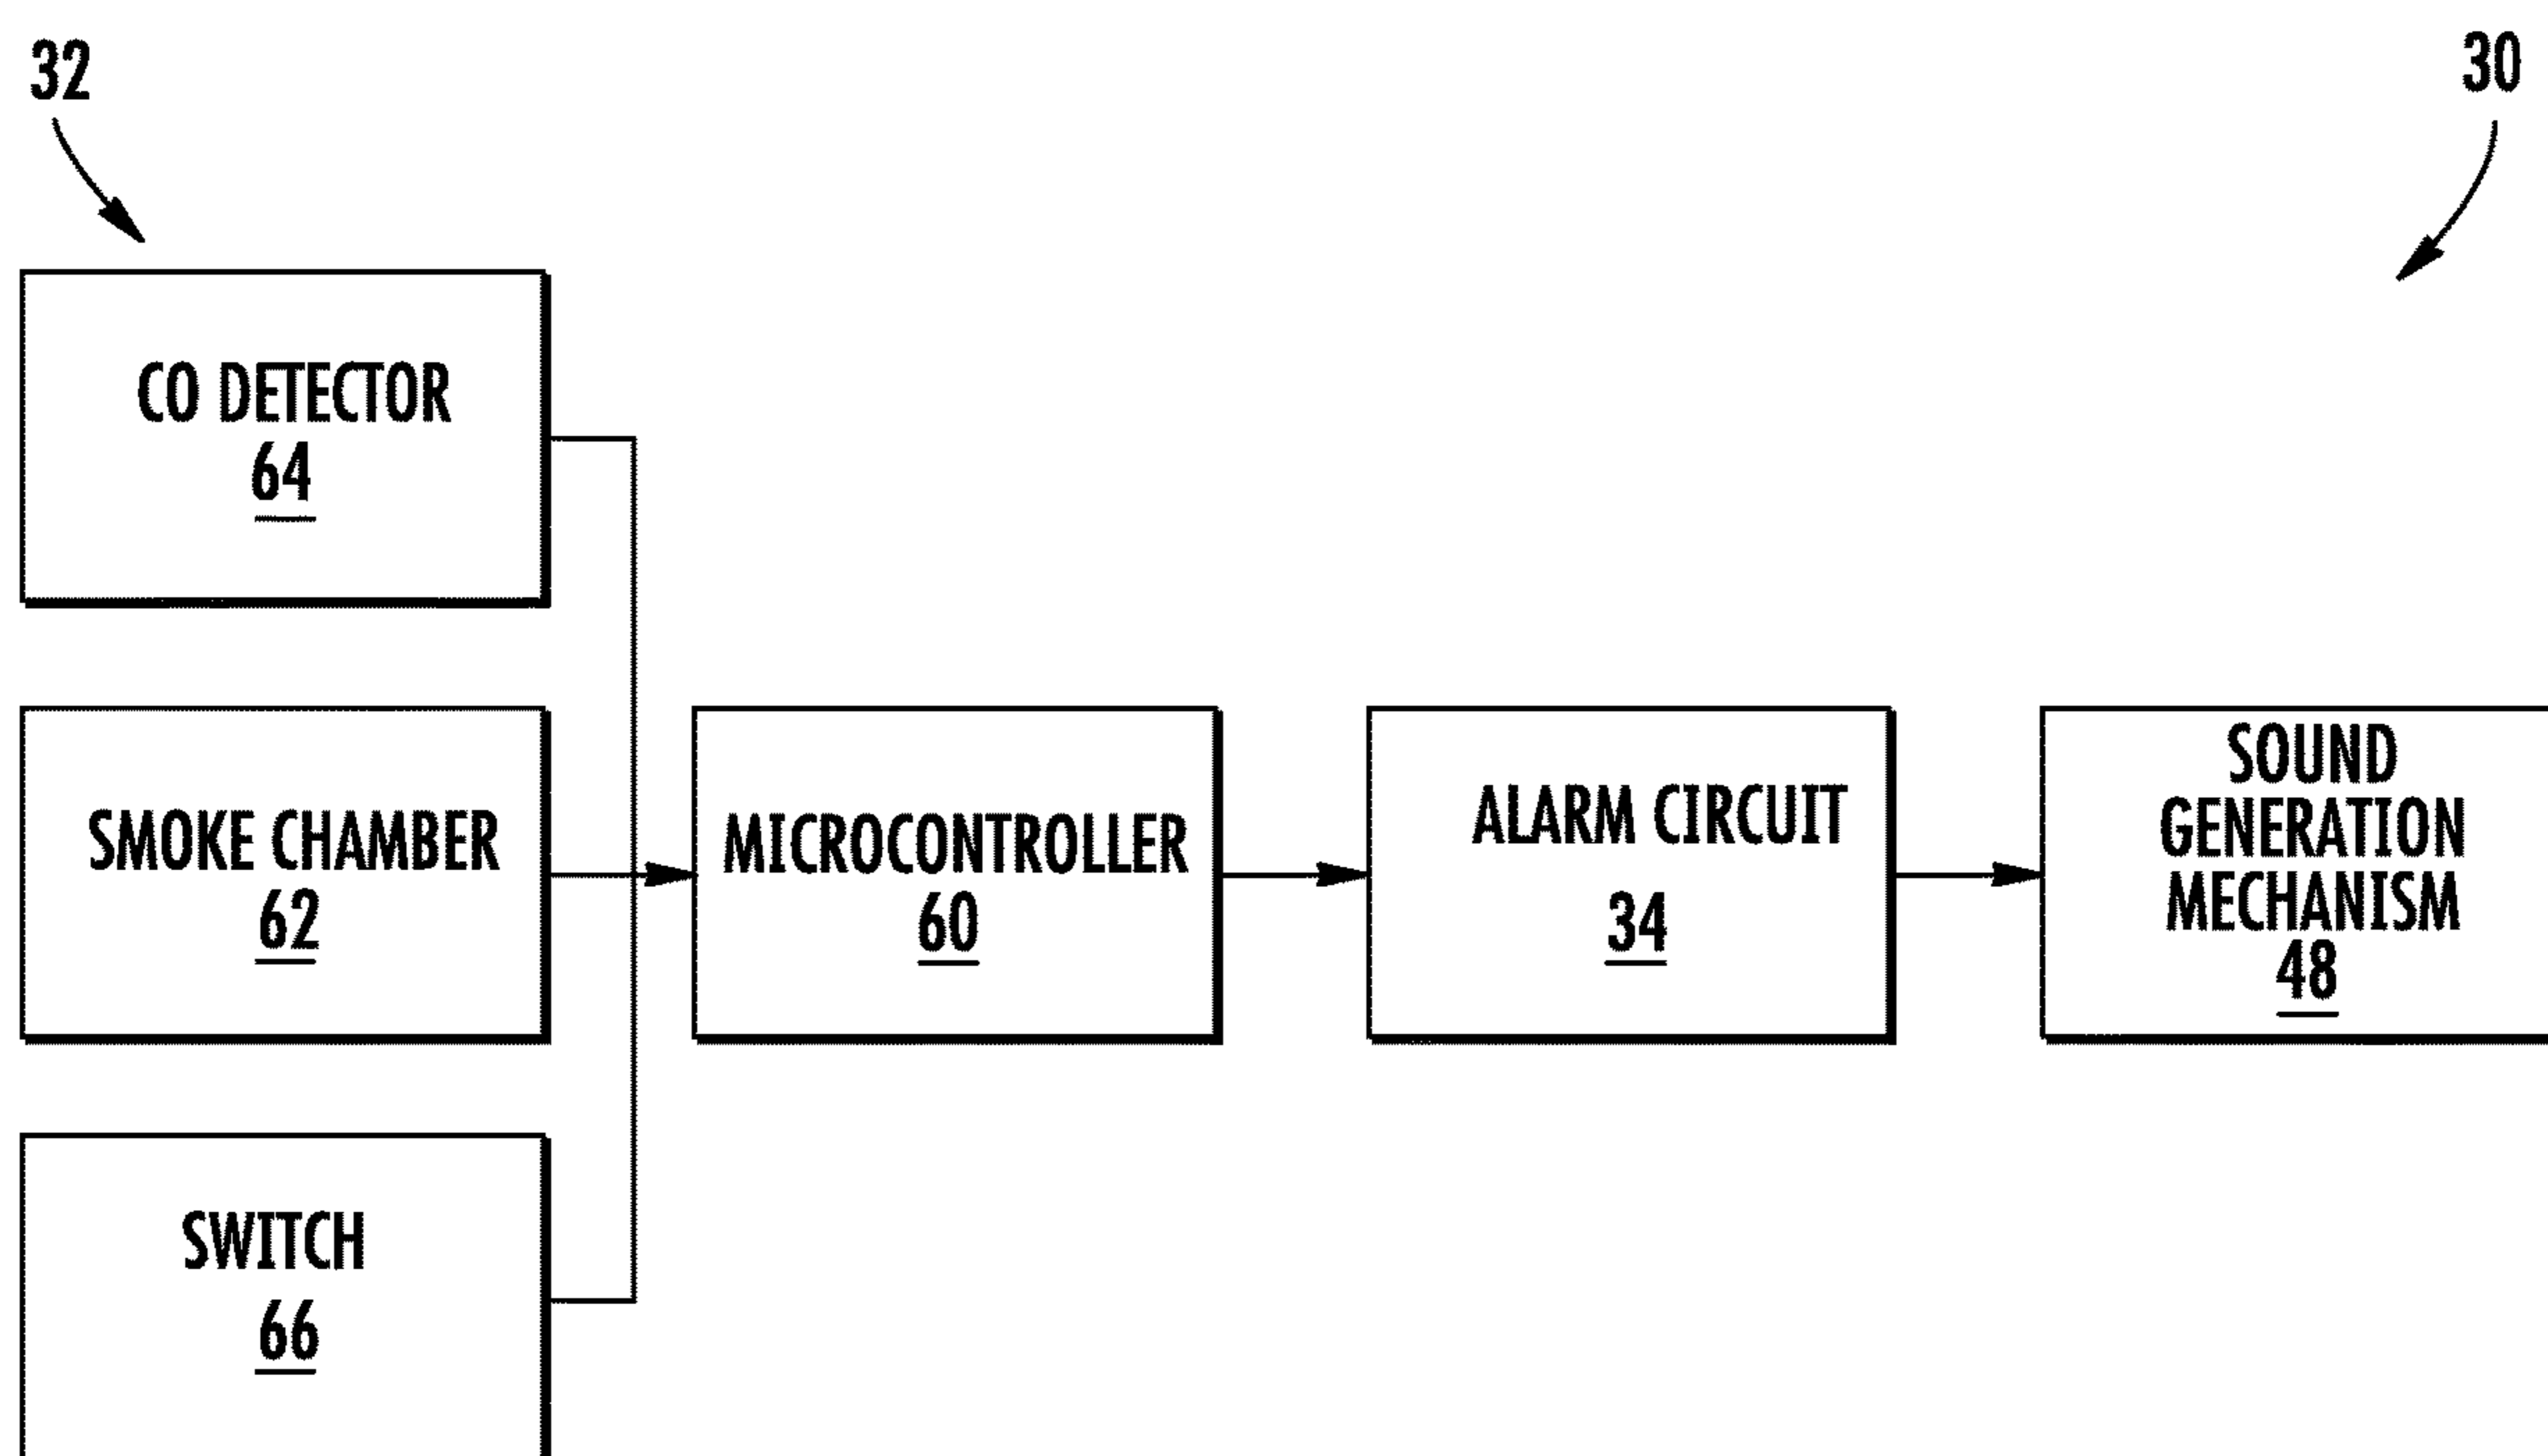 32
30
CO DETECTOR
64
SMOKE CHAMBER
62
MICROCONTROLLER
60
ALARM CIRCUIT
34
SOUND
GENERATION
MECHANISM
48
SWITCH
66